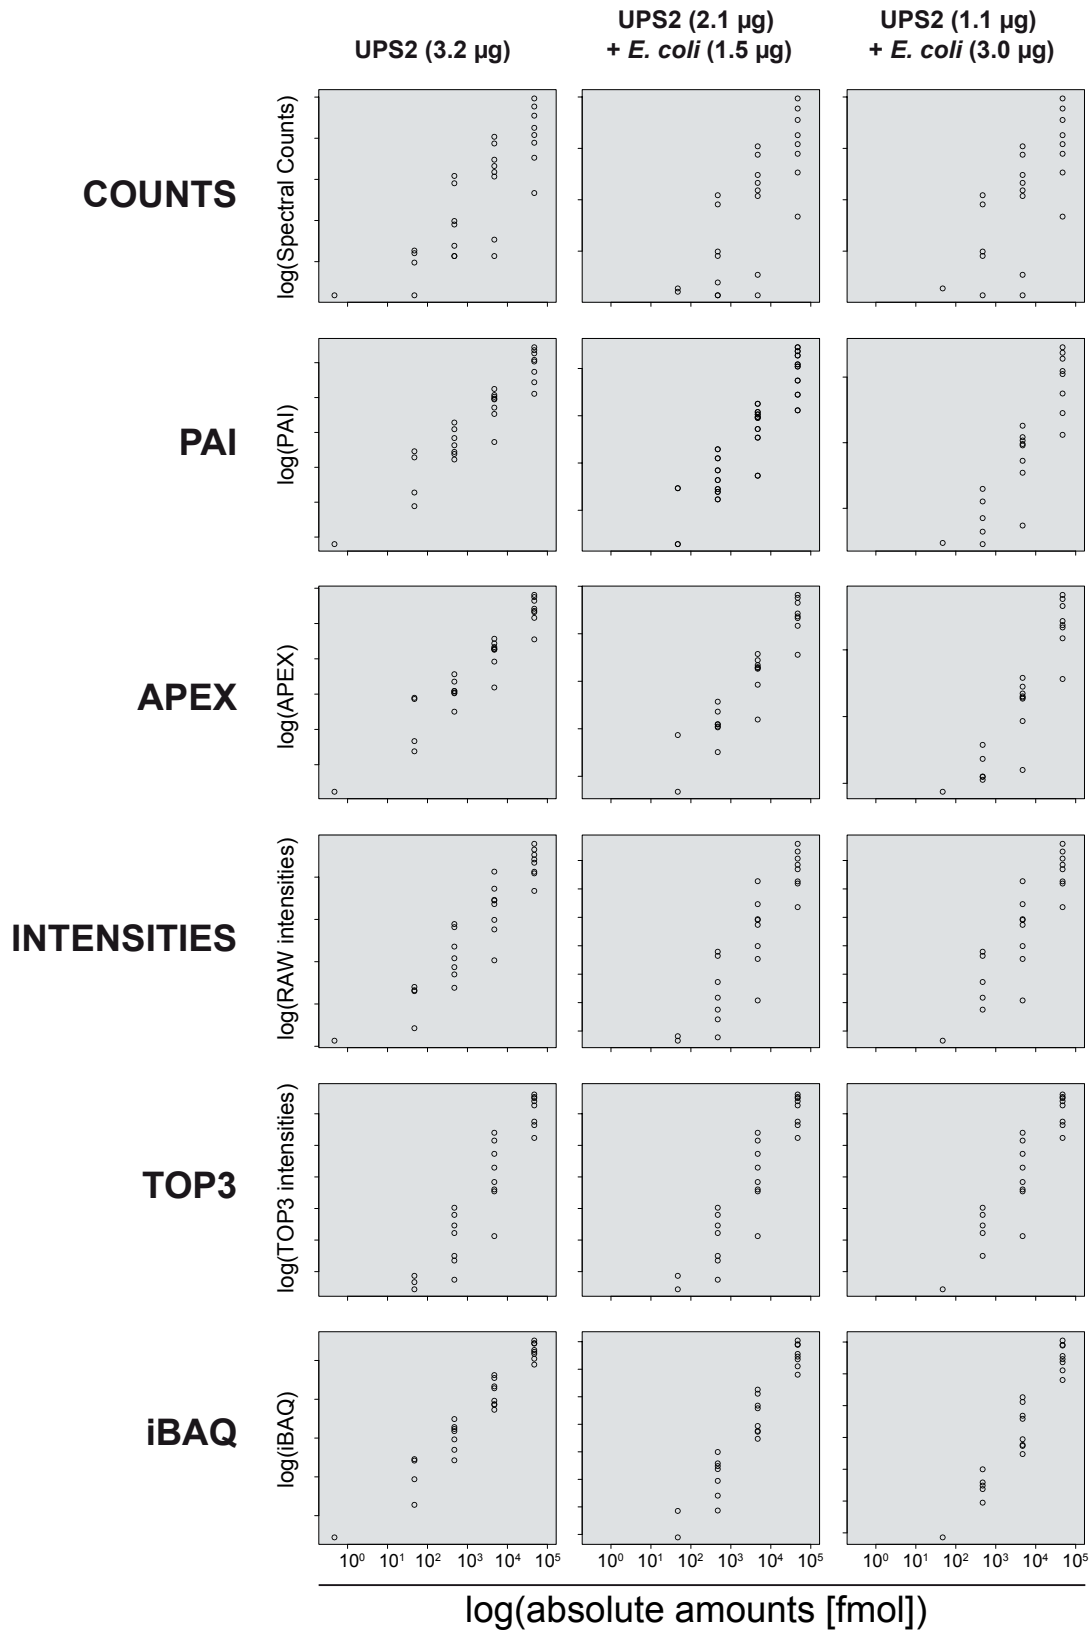 UPS2 (3.2 µg)
UPS2 (2.1 µg)
+ E. coli (1.5 µg)
UPS2 (1.1 µg)
+ E. coli (3.0 µg)
COUNTS
log(Spectral Counts)
PAI
log(PAI)
APEX
log(APEX)
INTENSITIES
log(RAW intensities)
TOP3
log(TOP3 intensities)
iBAQ
log(iBAQ)
10⁰ 10¹ 10² 10³ 10⁴ 10⁵
10⁰ 10¹ 10² 10³ 10⁴ 10⁵
10⁰ 10¹ 10² 10³ 10⁴ 10⁵
log(absolute amounts [fmol])